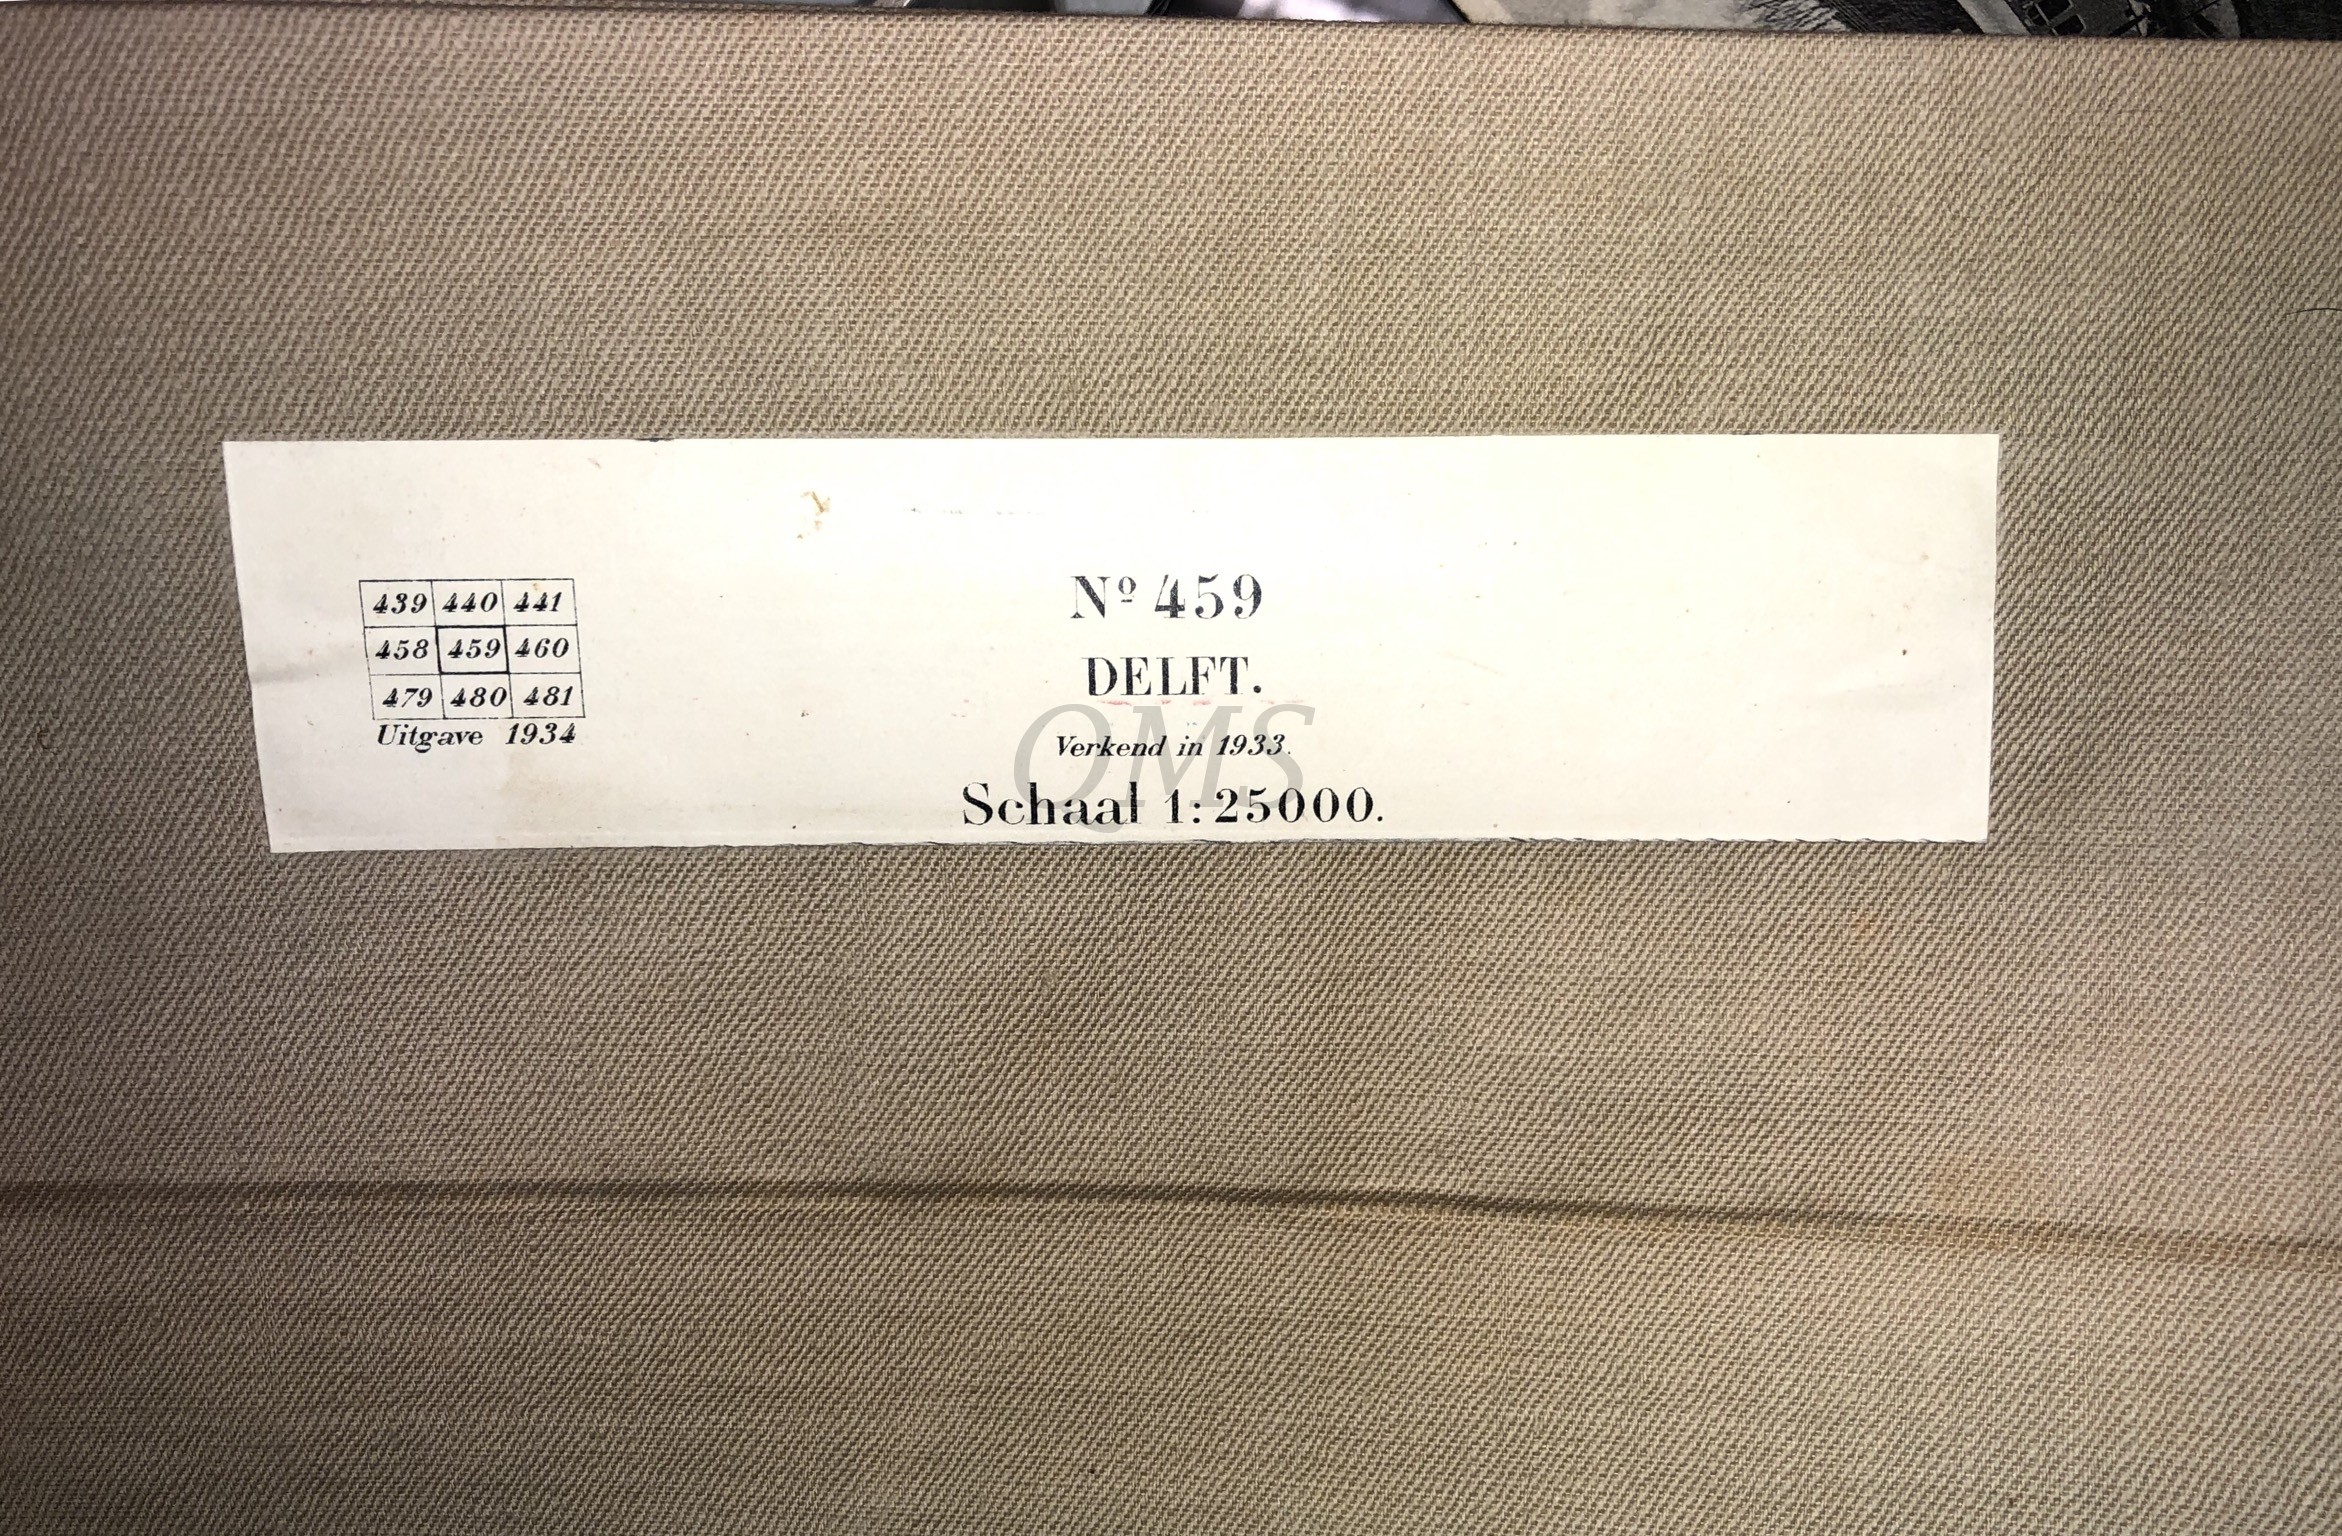 439 440 441
458 459 460
479 480 481
Uitgave 1934
Nº 459
DELFT.
Verkend in 1933.
QMS
Schaal 1:25000.